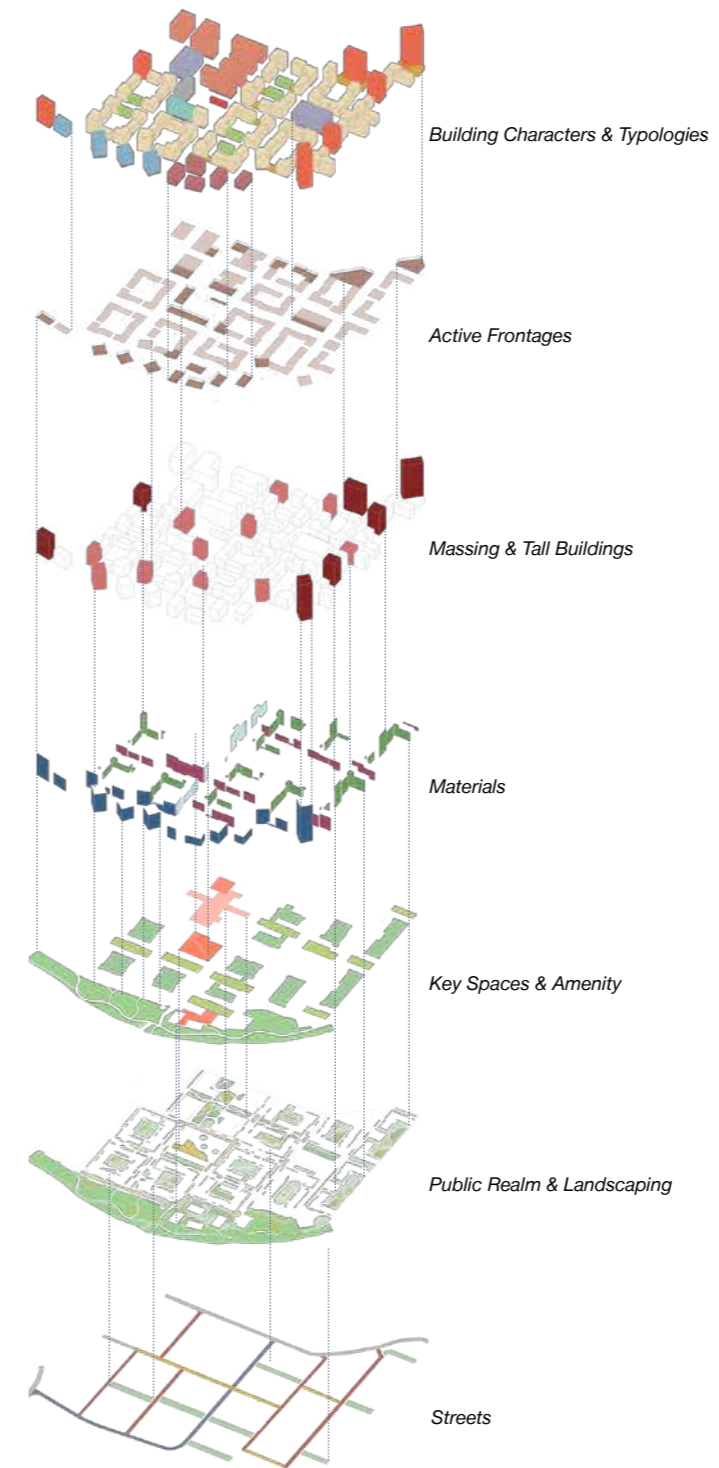 Building Characters & Typologies
Active Frontages
Massing & Tall Buildings
Materials
Key Spaces & Amenity
Public Realm & Landscaping
Streets